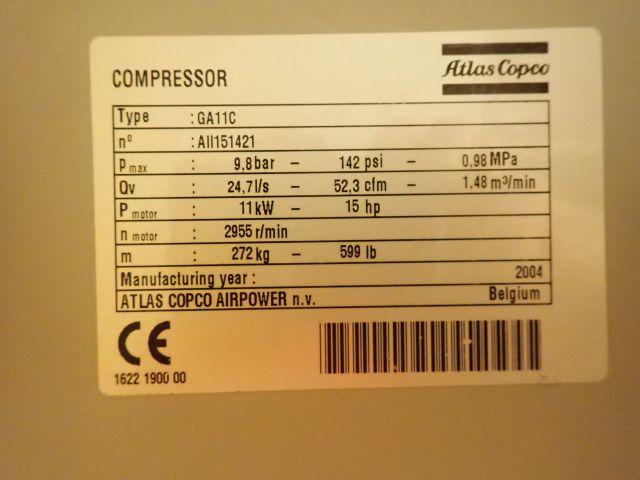 COMPRESSOR
Atlas Copco
Type : GA11C
n° : AII151421
Pmax : 9,8 bar – 142 psi – 0,98 MPa
Qv : 24,7 l/s – 52,3 cfm – 1.48 m³/min
Pmotor : 11 kW – 15 hp
n motor : 2955 r/min
m : 272 kg – 599 lb
Manufacturing year : 2004
ATLAS COPCO AIRPOWER n.v. Belgium
CE
1622 1900 00